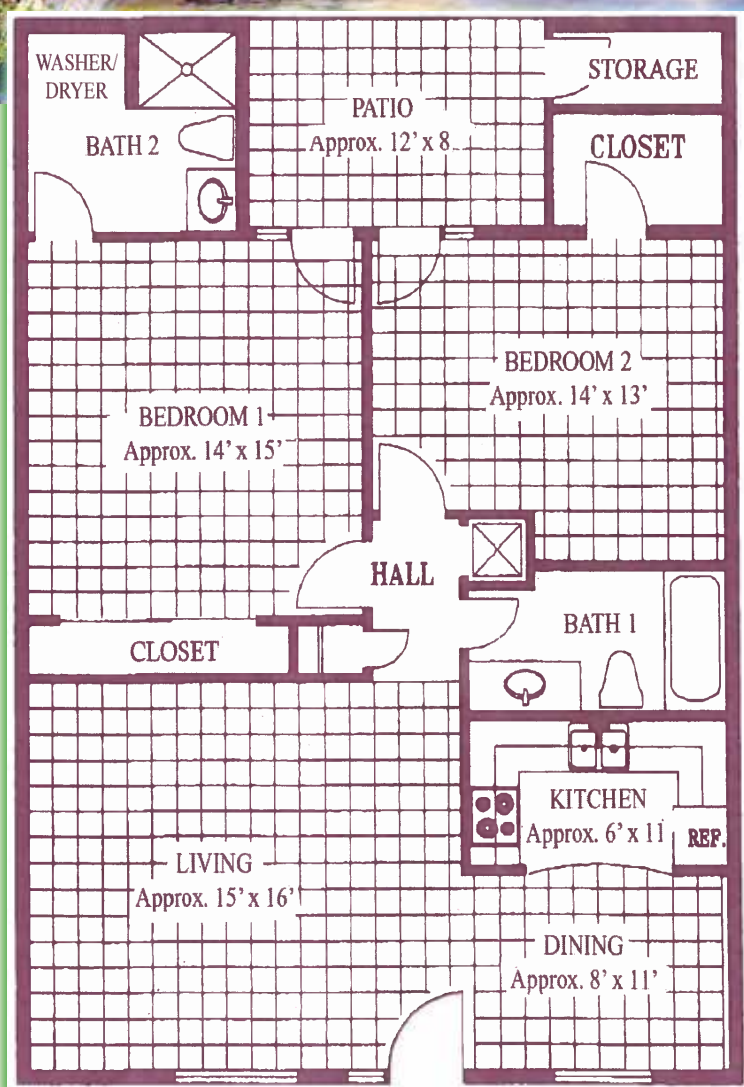 WASHER/
DRYER
BATH 2
PATIO
Approx. 12' x 8
STORAGE
CLOSET
BEDROOM 1
Approx. 14' x 15'
BEDROOM 2
Approx. 14' x 13'
HALL
CLOSET
BATH 1
KITCHEN
Approx. 6' x 11
REF.
LIVING
Approx. 15' x 16'
DINING
Approx. 8' x 11'